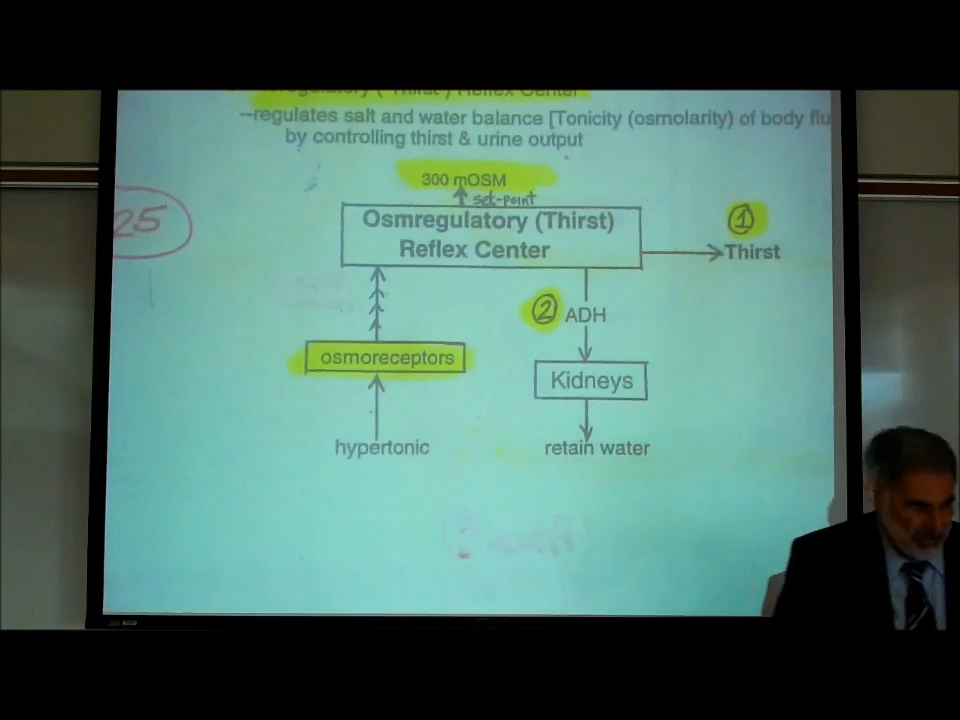 regulatory ("Thirst") Reflex Center
--regulates salt and water balance [Tonicity (osmolarity) of body flu
by controlling thirst & urine output
300 mOSM
set-point
25
Osmregulatory (Thirst)
Reflex Center
1
Thirst
2 ADH
osmoreceptors
Kidneys
hypertonic
retain water